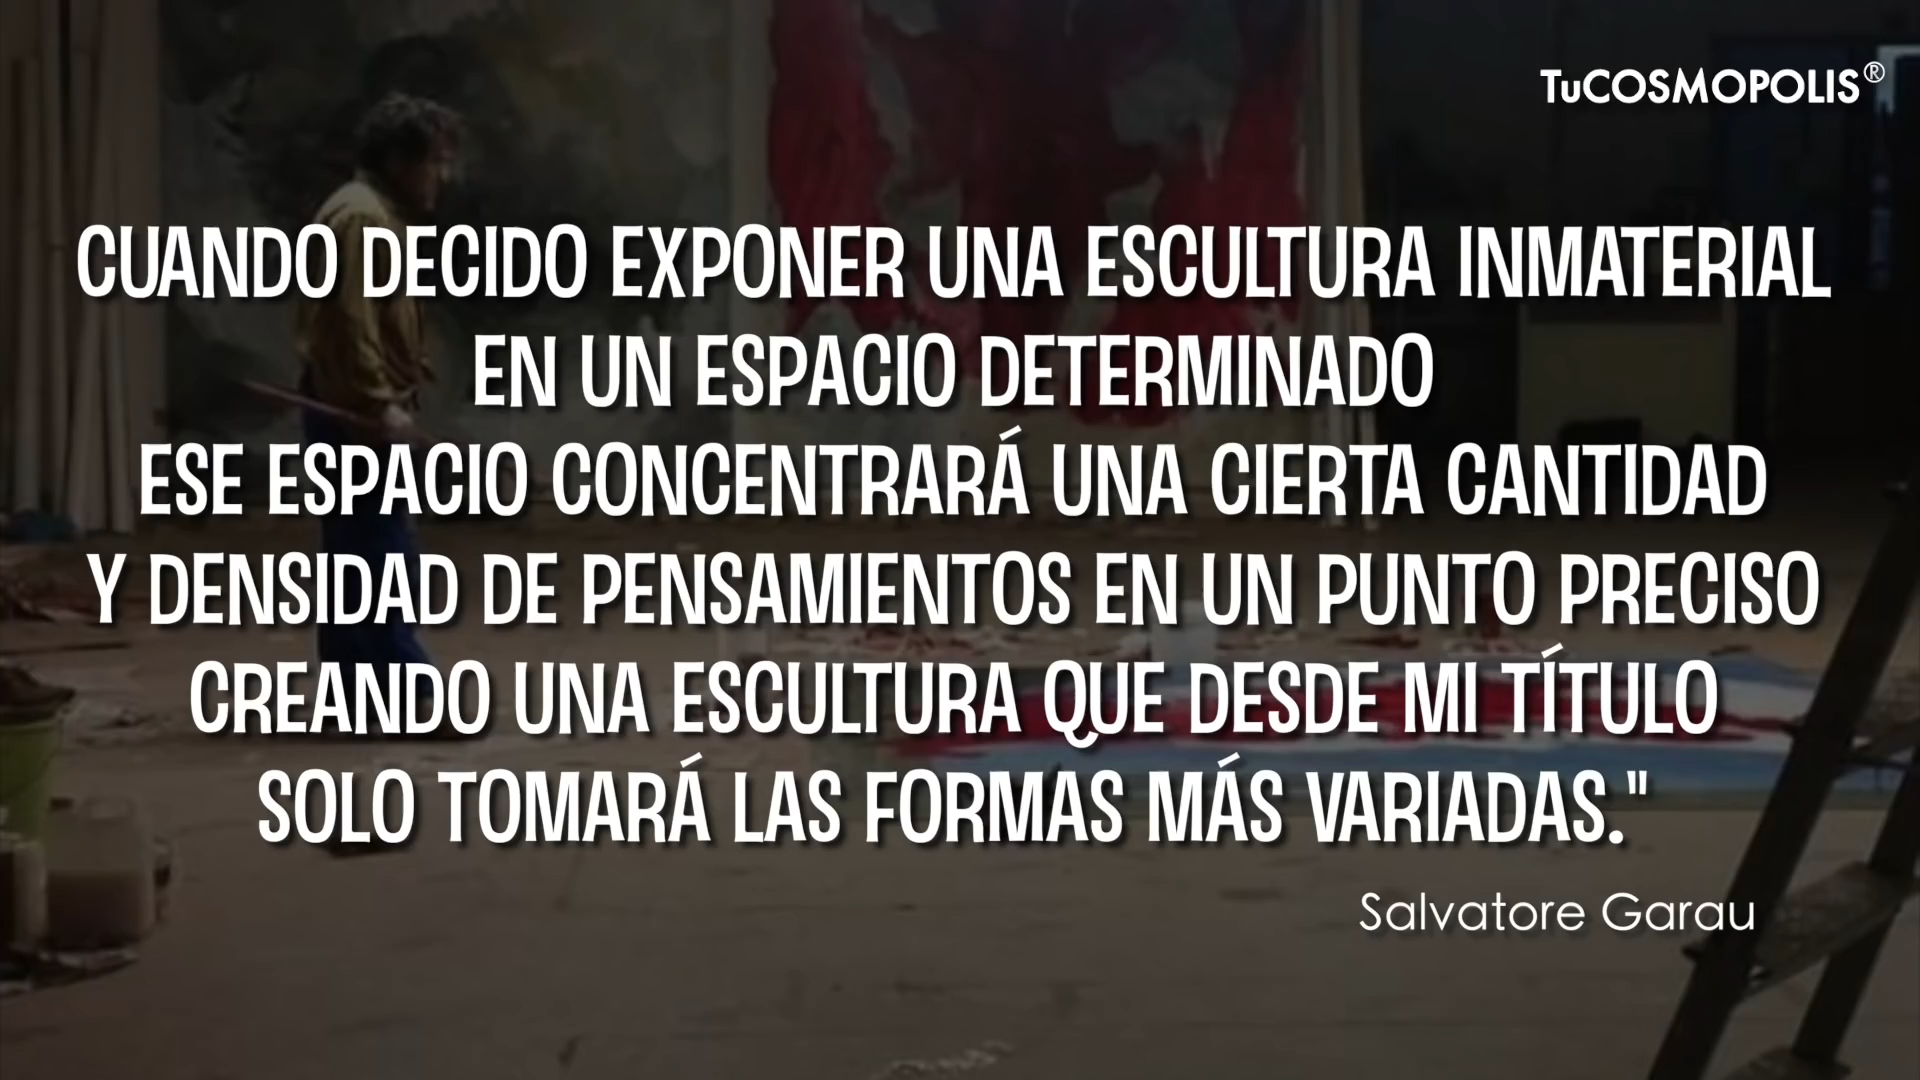 TuCOSMOPOLIS®
CUANDO DECIDO EXPONER UNA ESCULTURA INMATERIAL
EN UN ESPACIO DETERMINADO
ESE ESPACIO CONCENTRARÁ UNA CIERTA CANTIDAD
Y DENSIDAD DE PENSAMIENTOS EN UN PUNTO PRECISO
CREANDO UNA ESCULTURA QUE DESDE MI TÍTULO
SOLO TOMARÁ LAS FORMAS MÁS VARIADAS."
Salvatore Garau